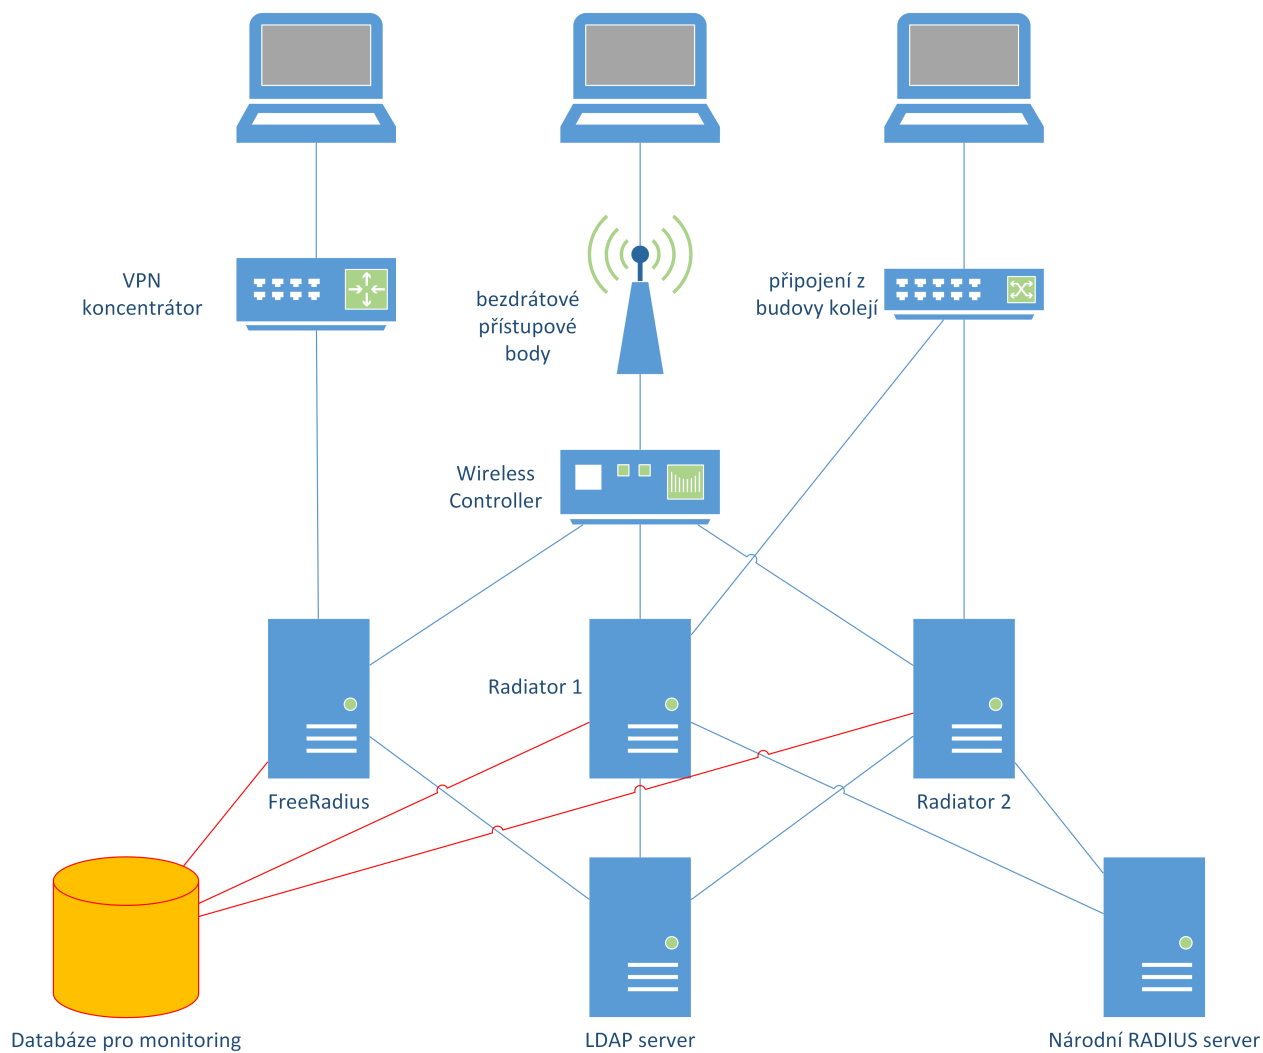 VPN
koncentrátor
bezdrátové
přístupové
body
připojení z
budovy kolejí
Wireless
Controller
Radiator 1
FreeRadius
Radiator 2
Databáze pro monitoring
LDAP server
Národní RADIUS server